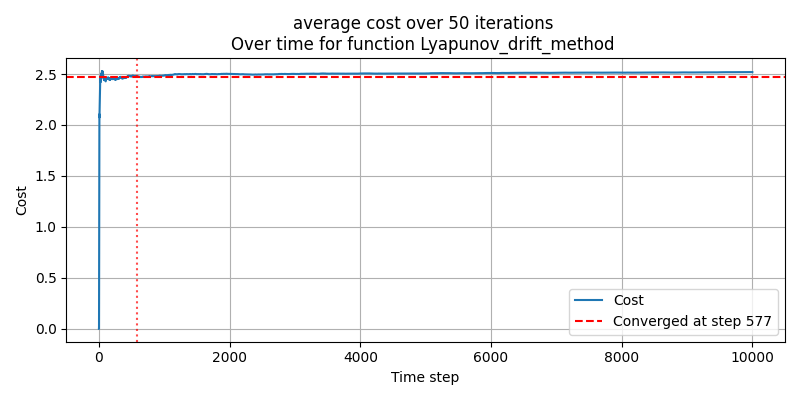 average cost over 50 iterations
Over time for function Lyapunov_drift_method
Cost
2.5
2.0
1.5
1.0
0.5
0.0
0
2000
4000
6000
8000
10000
Time step
Cost
Converged at step 577